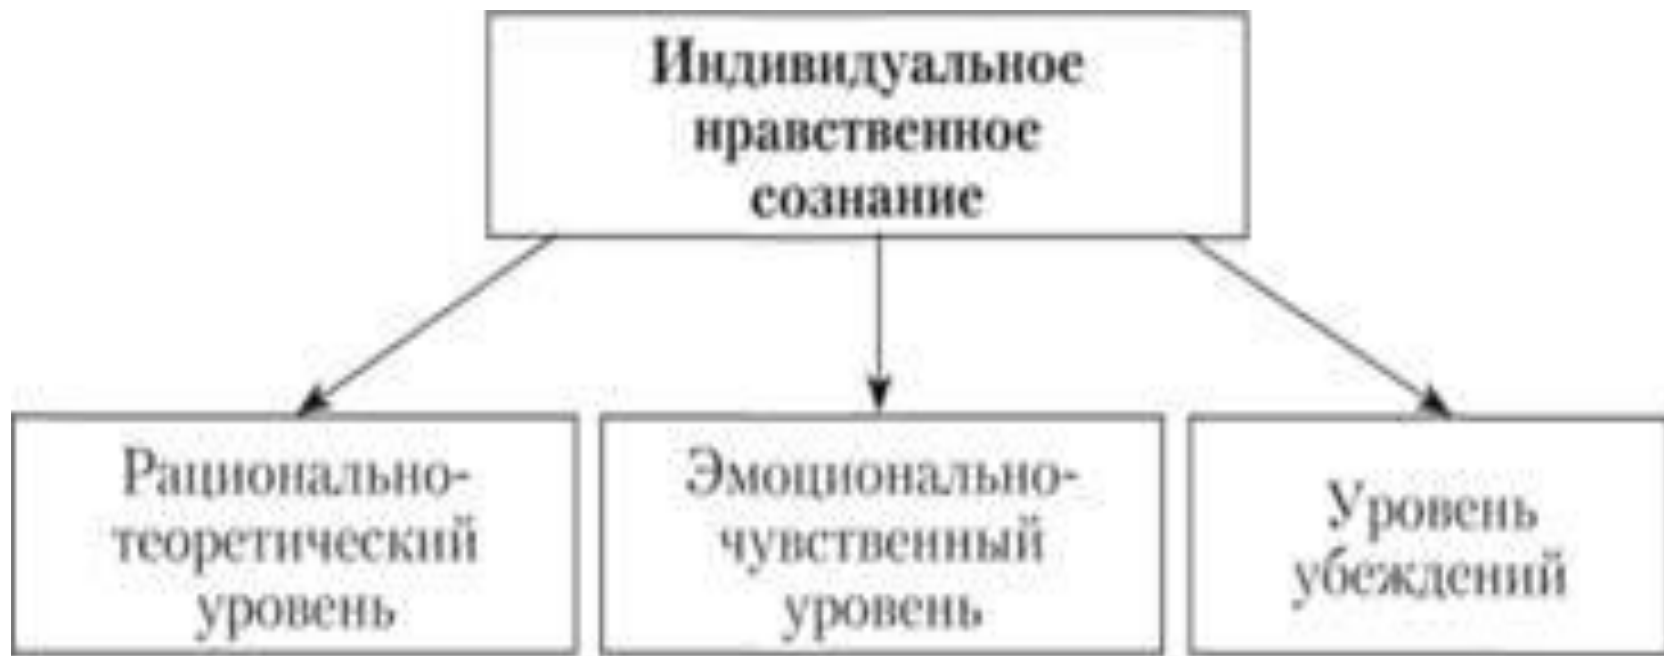 Индивидуальное
нравственное
сознание
Рационально-
теоретический
уровень
Эмоционально-
чувственный
уровень
Уровень
убеждений